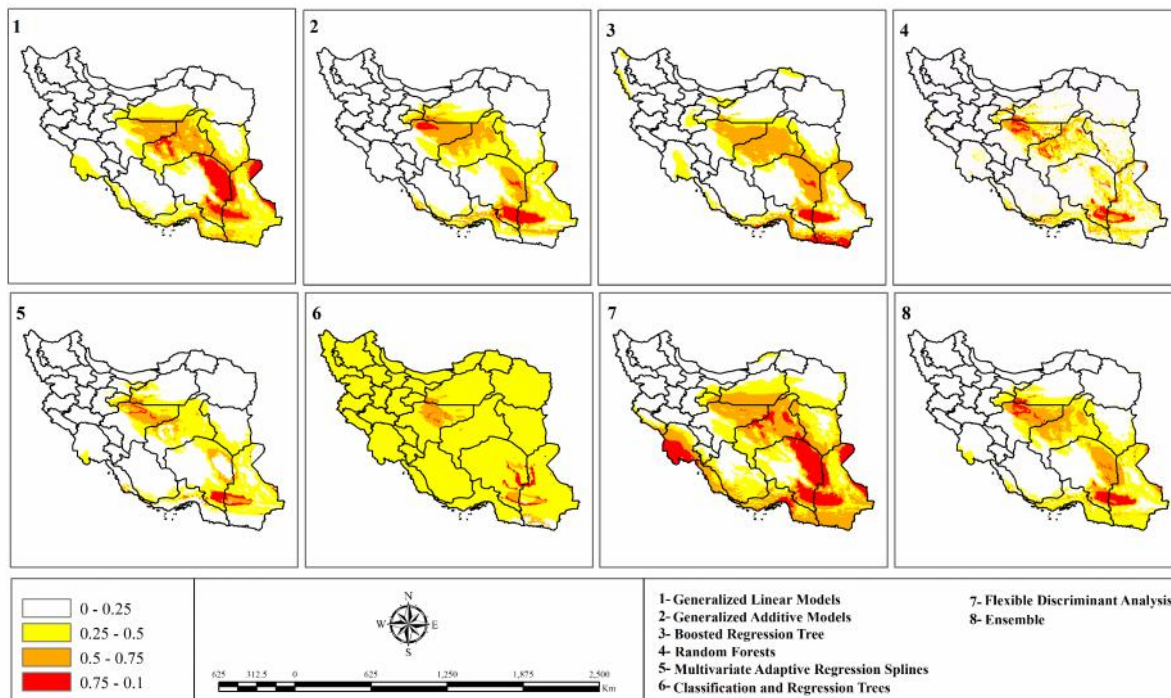 1
2
3
4
5
6
7
8
0 - 0.25
0.25 - 0.5
0.5 - 0.75
0.75 - 0.1
N
W E
S
625 312.5 0 625 1,250 1,875 2,500
Km
1- Generalized Linear Models
2- Generalized Additive Models
3- Boosted Regression Tree
4- Random Forests
5- Multivariate Adaptive Regression Splines
6- Classification and Regression Trees
7- Flexible Discriminant Analysis
8- Ensemble